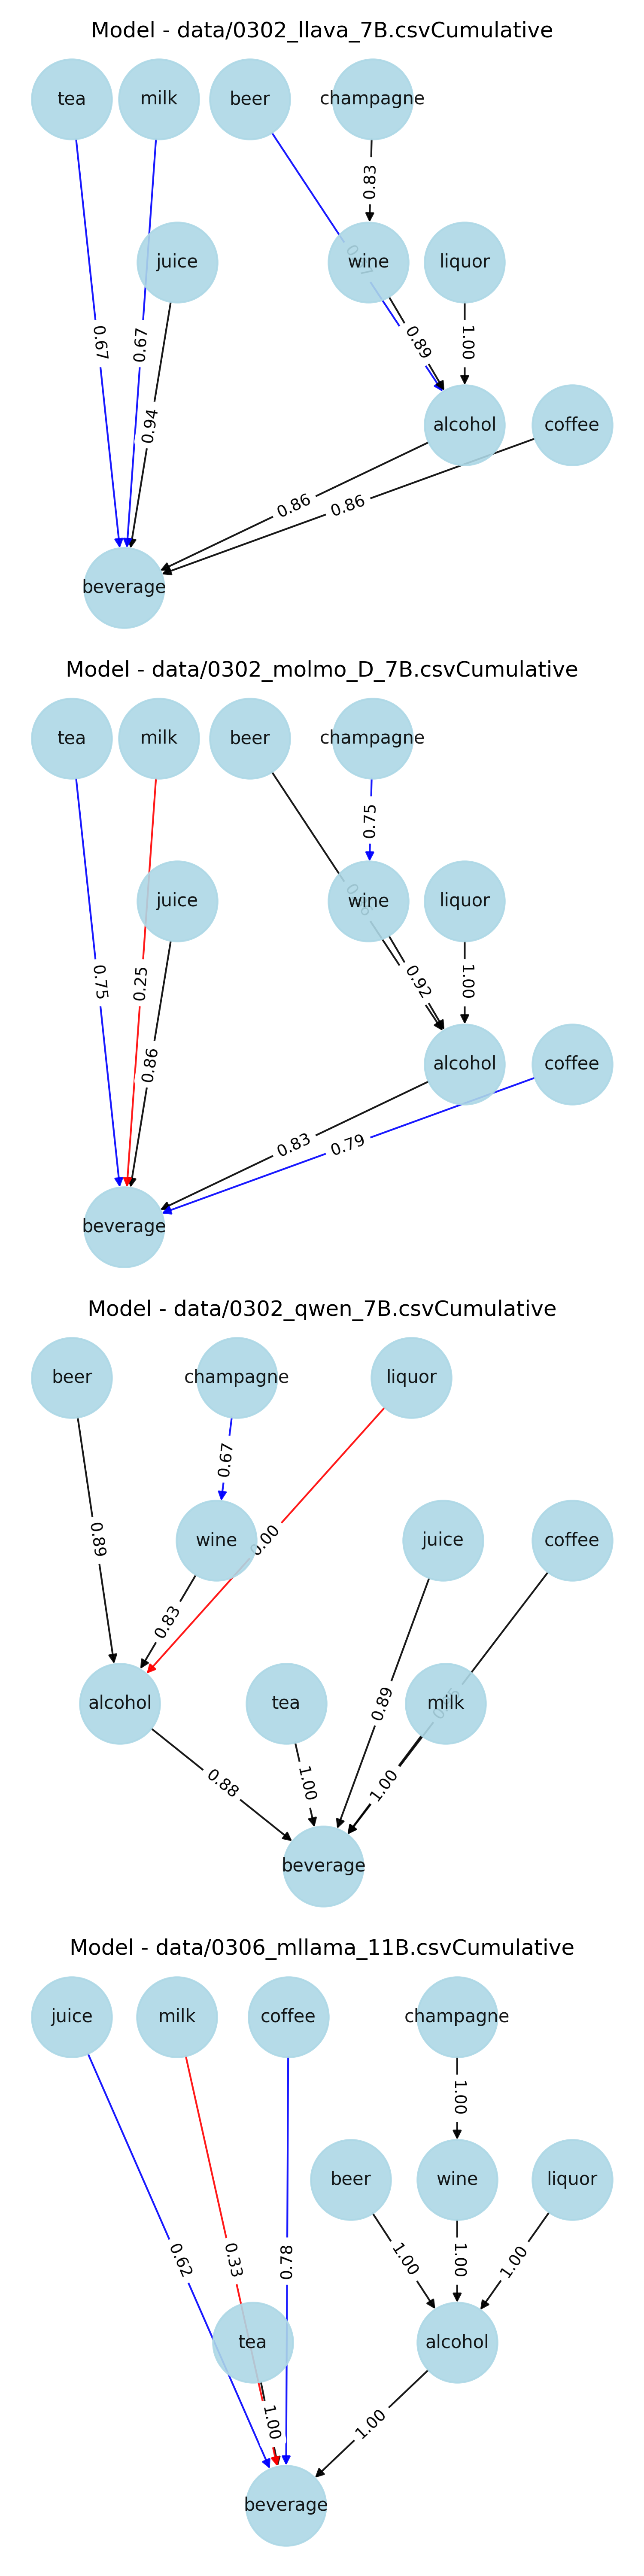 Model - data/0302_llava_7B.csvCumulative
tea
milk
beer
champagne
0.83
juice
wine
liquor
0.67
0.67
0.89
1.00
0.94
alcohol
coffee
0.86
0.86
beverage
Model - data/0302_molmo_D_7B.csvCumulative
tea
milk
beer
champagne
0.75
juice
wine
liquor
0.75
0.25
0.92
1.00
0.86
alcohol
coffee
0.83
0.79
beverage
Model - data/0302_qwen_7B.csvCumulative
beer
champagne
liquor
0.67
0.89
wine
0.00
juice
coffee
0.83
alcohol
tea
0.89
milk
0.88
1.00
1.00
beverage
Model - data/0306_mllama_11B.csvCumulative
juice
milk
coffee
champagne
1.00
beer
wine
liquor
0.62
0.33
0.78
1.00
1.00
1.00
tea
alcohol
1.00
1.00
beverage